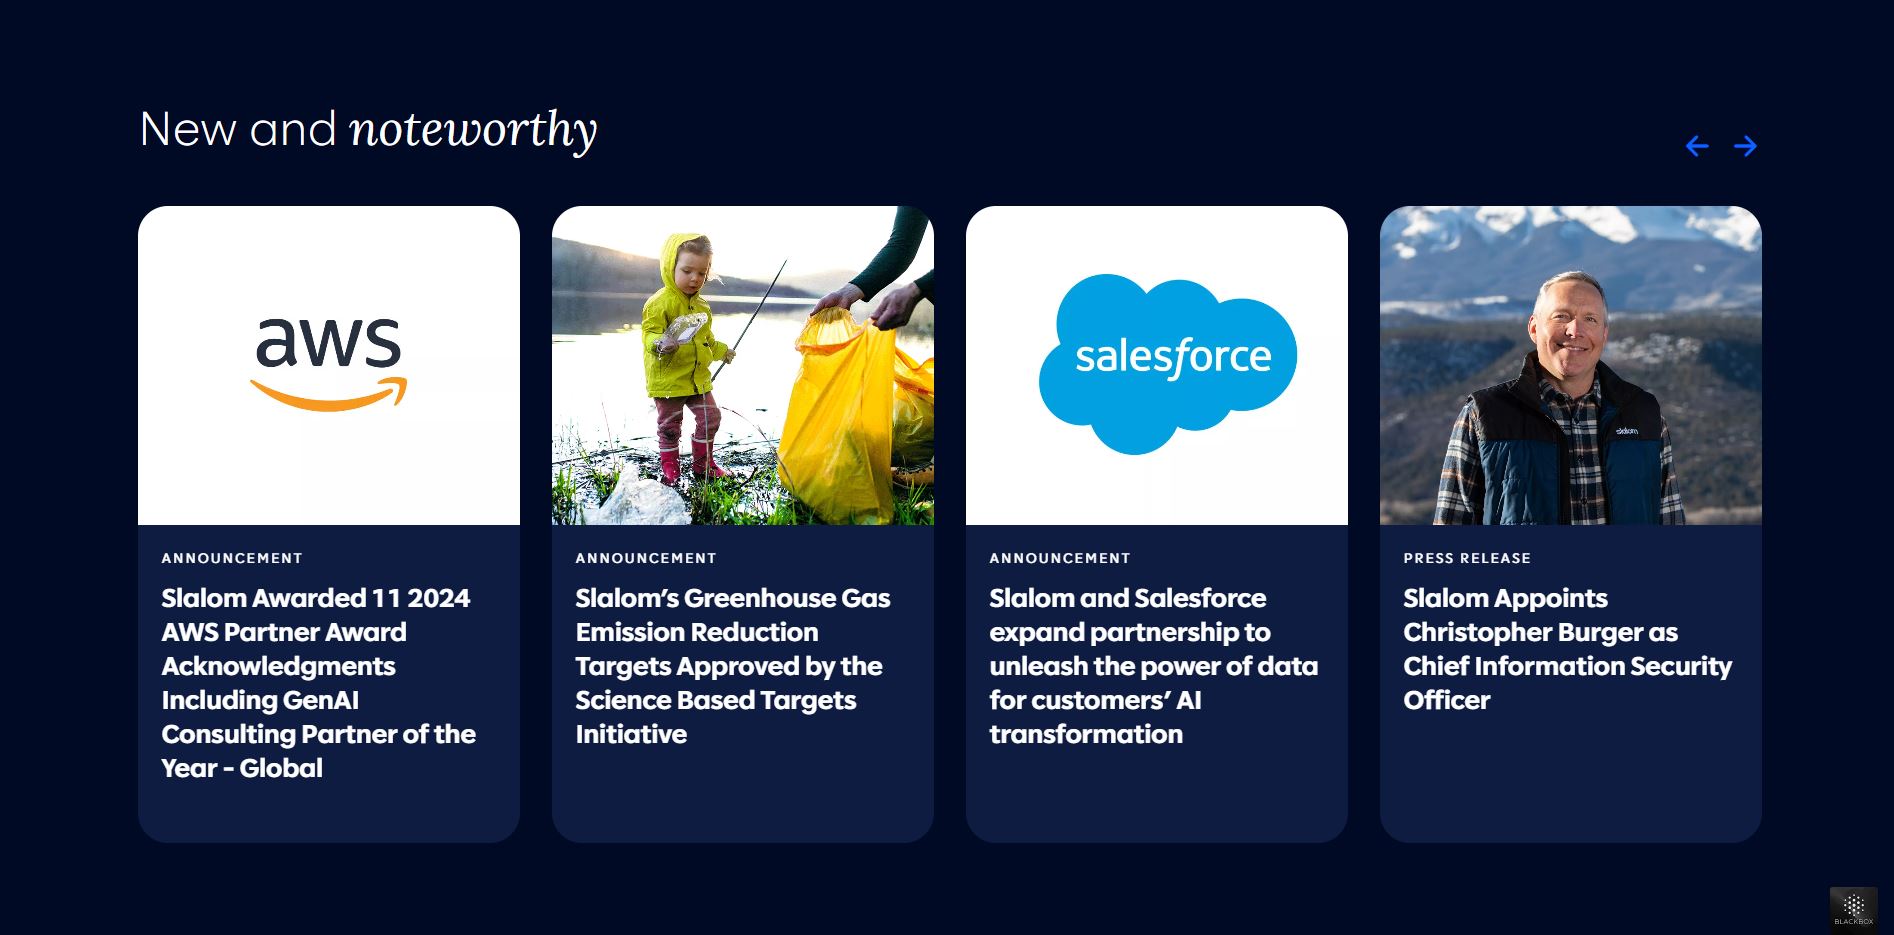 New and noteworthy
aws
salesforce
slalom
ANNOUNCEMENT
Slalom Awarded 11 2024
AWS Partner Award
Acknowledgments
Including GenAI
Consulting Partner of the
Year - Global
ANNOUNCEMENT
Slalom’s Greenhouse Gas
Emission Reduction
Targets Approved by the
Science Based Targets
Initiative
ANNOUNCEMENT
Slalom and Salesforce
expand partnership to
unleash the power of data
for customers’ AI
transformation
PRESS RELEASE
Slalom Appoints
Christopher Burger as
Chief Information Security
Officer
BLACKBOX